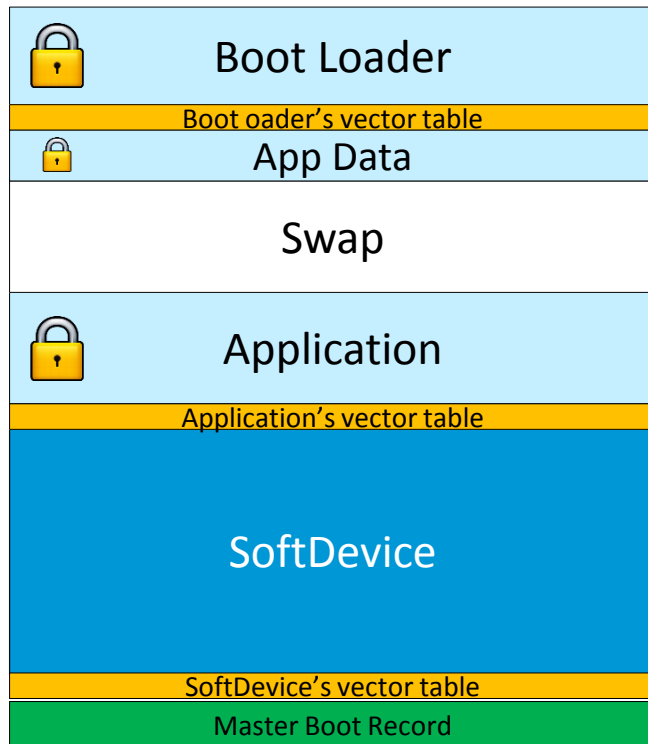 Boot Loader
Boot oader's vector table
App Data
Swap
Application
Application's vector table
SoftDevice
SoftDevice's vector table
Master Boot Record